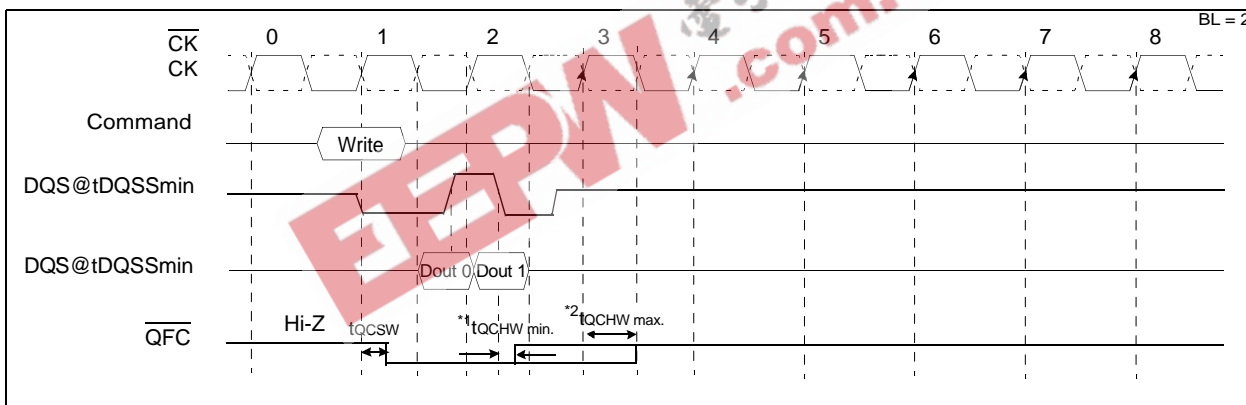 BL = 2
0 1 2 3 4 5 6 7 8
CK
CK
Command
Write
DQS@tDQSSmin
DQS@tDQSSmin
Dout 0 Dout 1
QFC
Hi-Z
tQCSW
*1tQCHW min.
*2tQCHW max.
EEPW
.com.